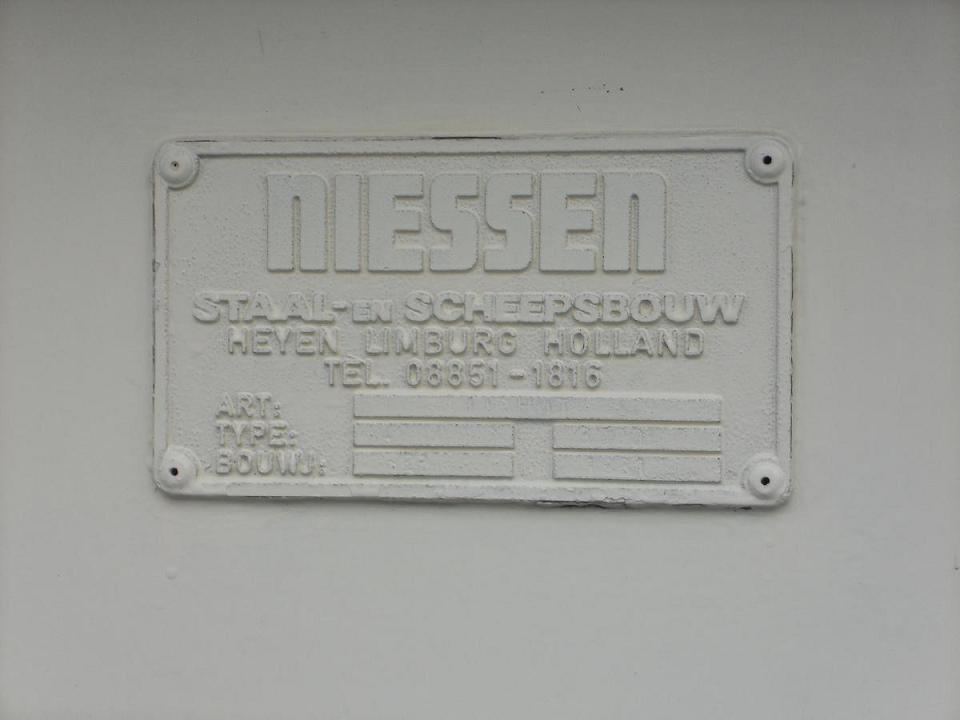 NIESSEN
STAAL-EN SCHEEPSBOUW
HEYEN LIMBURG HOLLAND
TEL. 08851-1816
ART:
TYPE:
BOUWJ: